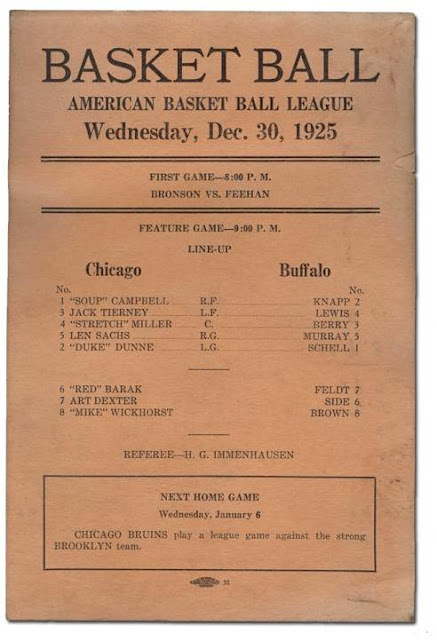 BASKET BALL
AMERICAN BASKET BALL LEAGUE
Wednesday, Dec. 30, 1925
FIRST GAME—8:00 P. M.
BRONSON VS. FEEHAN
FEATURE GAME—9:00 P. M.
LINE-UP
Chicago Buffalo
No. No.
1 "SOUP" CAMPBELL R.F. KNAPP 2
3 JACK TIERNEY L.F. LEWIS 4
4 "STRETCH" MILLER C. BERRY 3
5 LEN SACHS R.G. MURRAY 5
2 "DUKE" DUNNE L.G. SCHELL 1
6 "RED" BARAK FELDT 7
7 ART DEXTER SIDE 6
8 "MIKE" WICKHORST BROWN 8
REFEREE—H. G. IMMENHAUSEN
NEXT HOME GAME
Wednesday, January 6
CHICAGO BRUINS play a league game against the strong
BROOKLYN team.